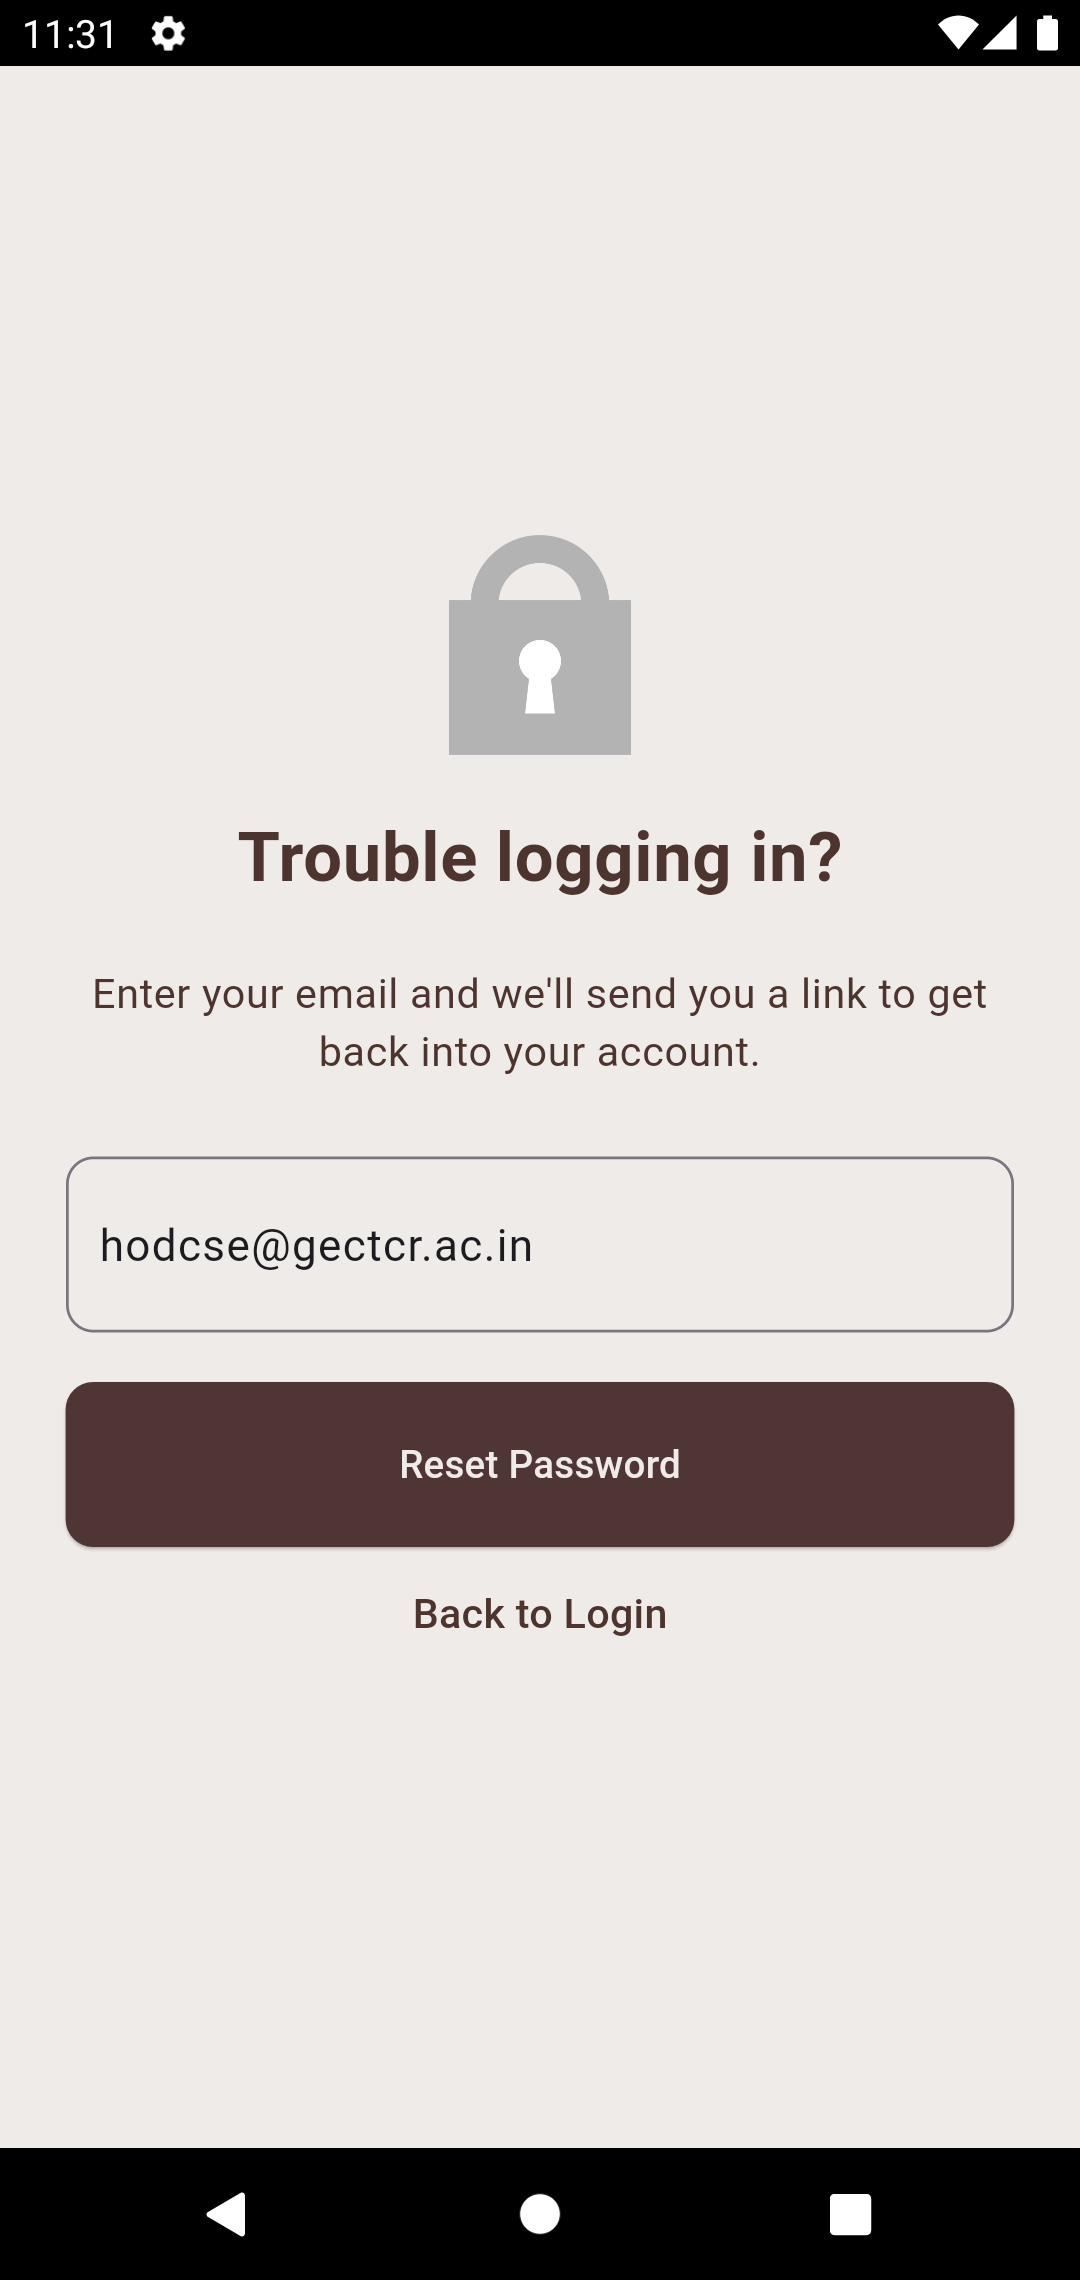 11:31
Trouble logging in?
Enter your email and we'll send you a link to get
back into your account.
hodcse@gectcr.ac.in
Reset Password
Back to Login